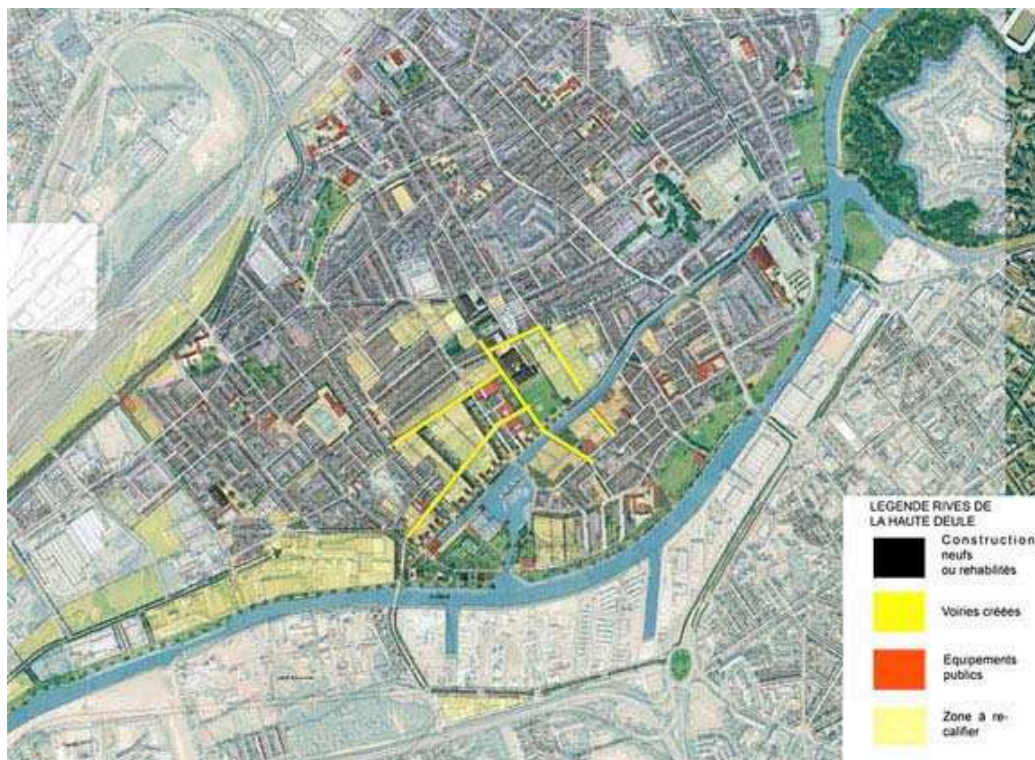 LEGENDE RIVES DE
LA HAUTE DEULE
Construction
neufs
ou rehabilités
Voiries créées
Equipements
publics
Zone à re-
califier